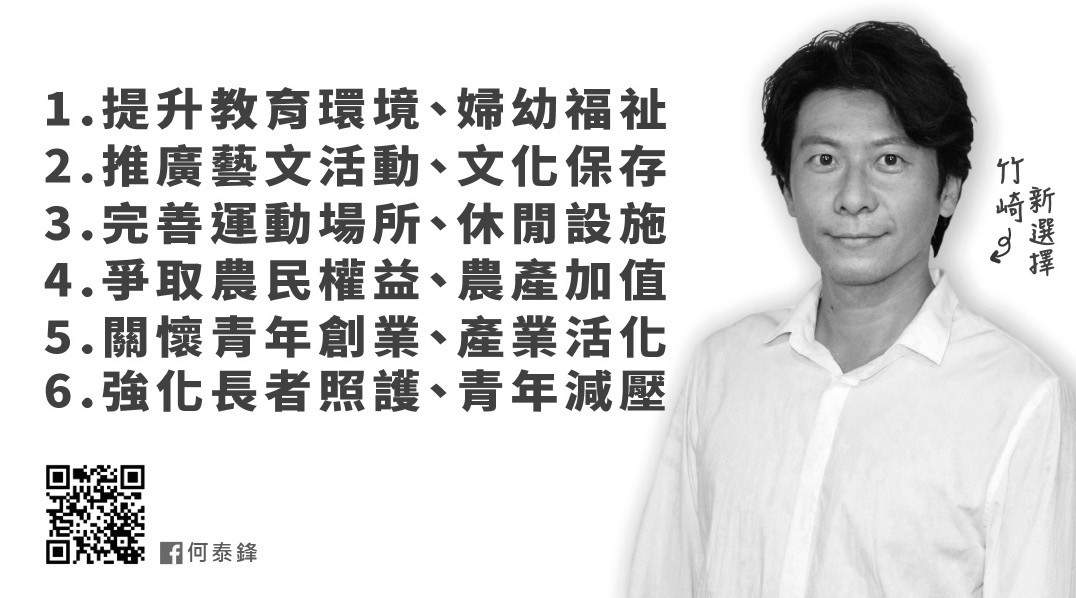 1.提升教育環境、婦幼福祉
2.推廣藝文活動、文化保存
3.完善運動場所、休閒設施
4.爭取農民權益、農產加值
5.關懷青年創業、產業活化
6.強化長者照護、青年減壓
竹崎
新選擇
何泰鋒